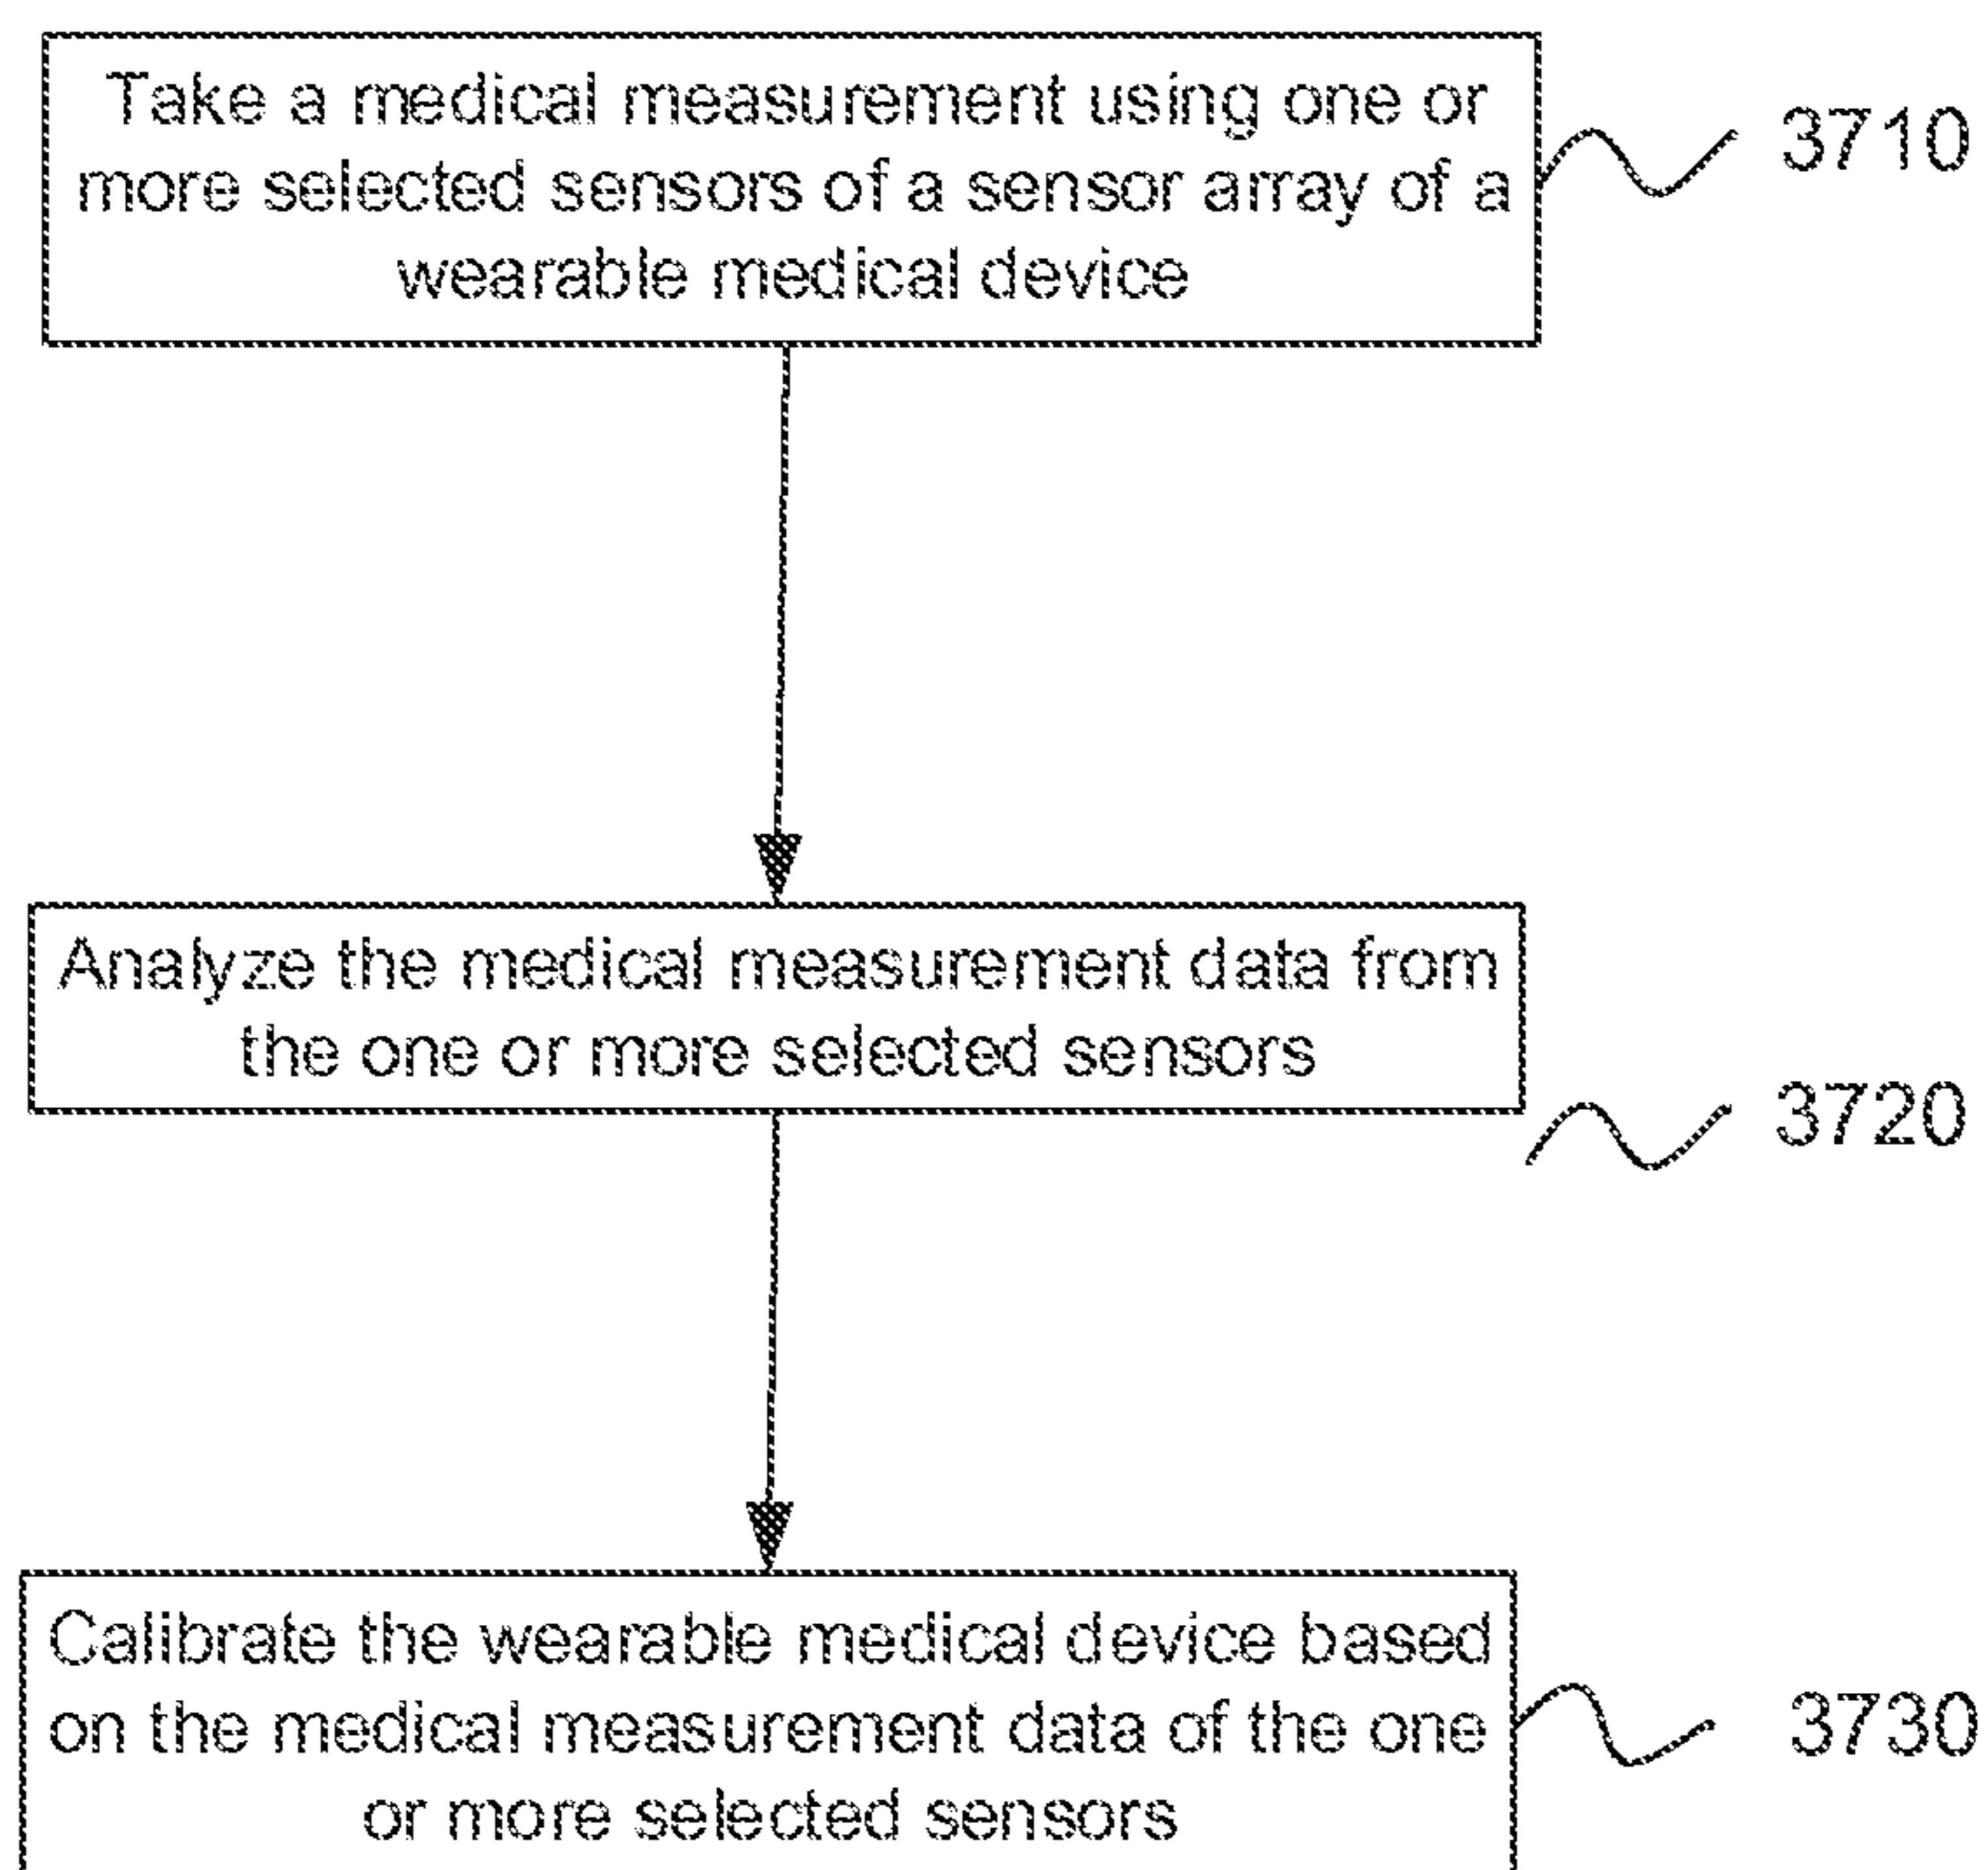 Take a medical measurement using one or
more selected sensors of a sensor array of a
wearable medical device
3710
Analyze the medical measurement data from
the one or more selected sensors
3720
Calibrate the wearable medical device based
on the medical measurement data of the one
or more selected sensors
3730